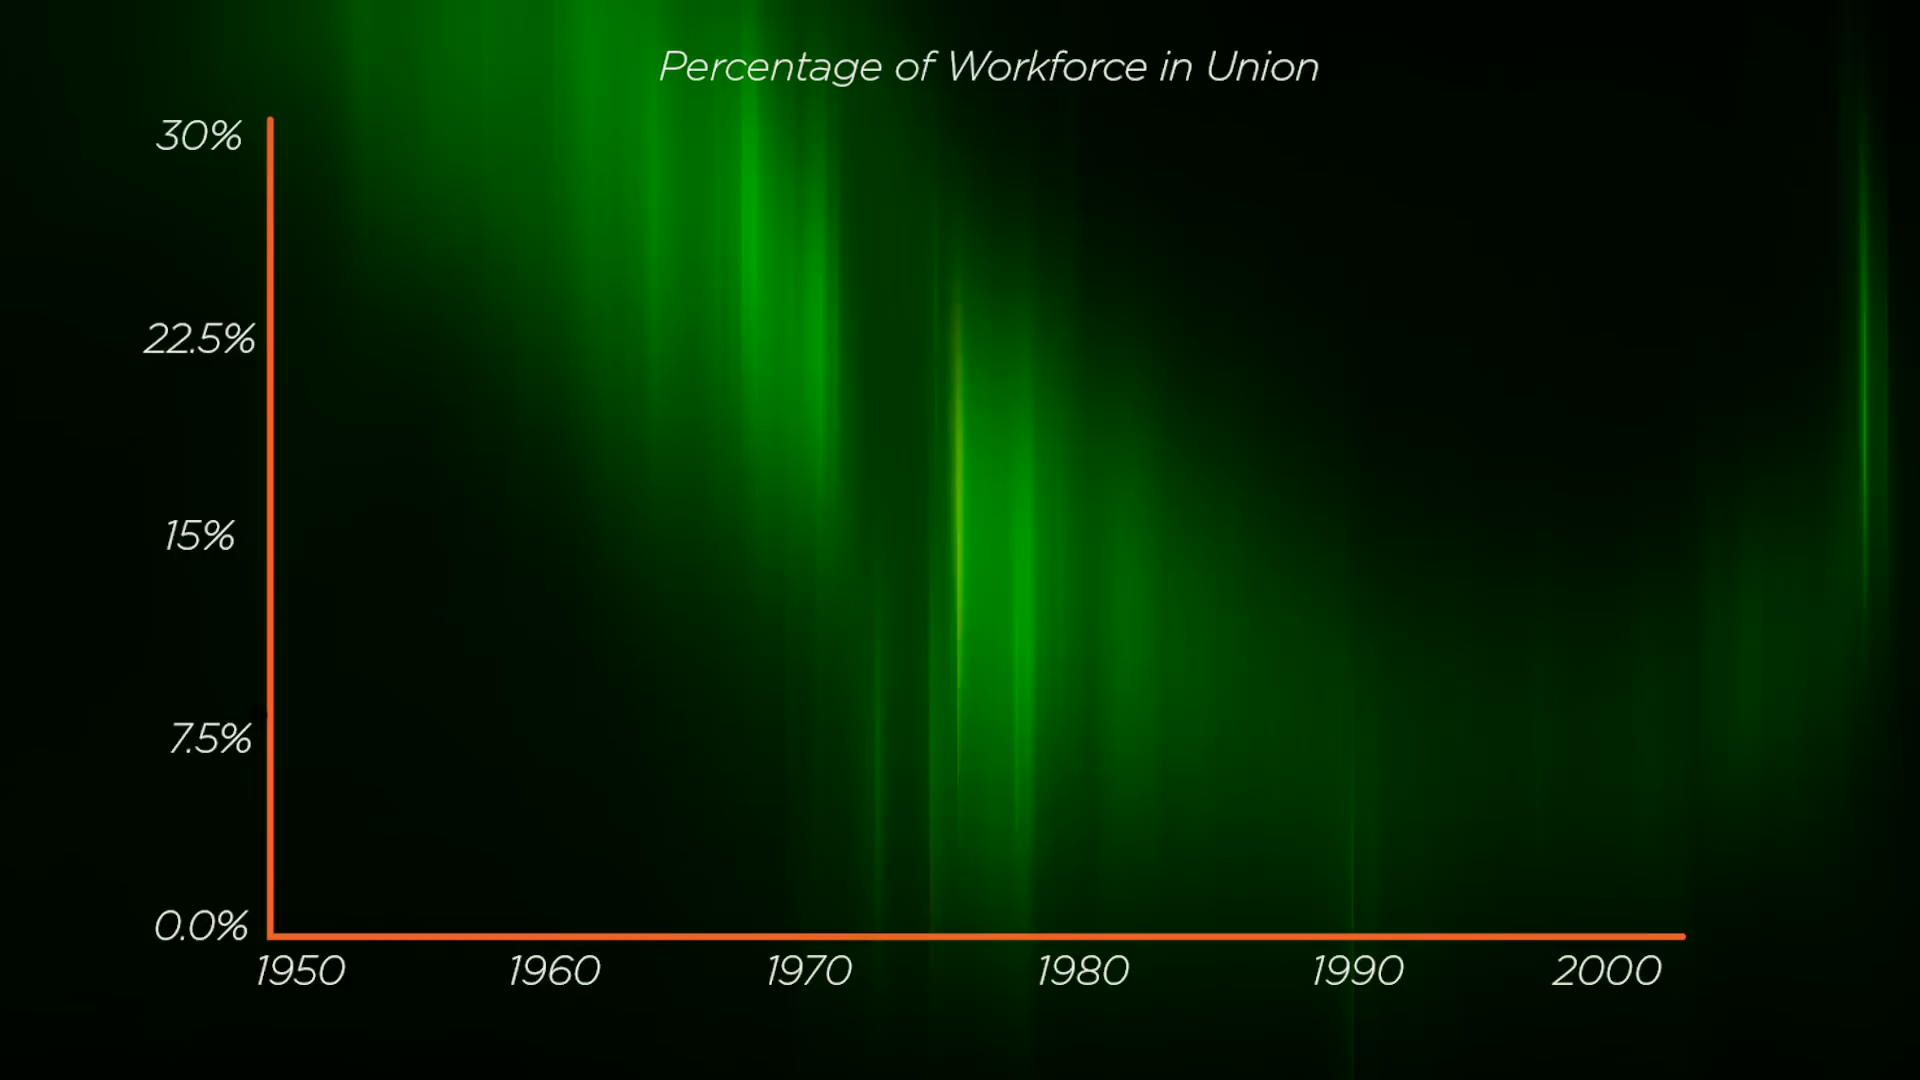 Percentage of Workforce in Union
30%
22.5%
15%
7.5%
0.0%
1950 1960 1970 1980 1990 2000